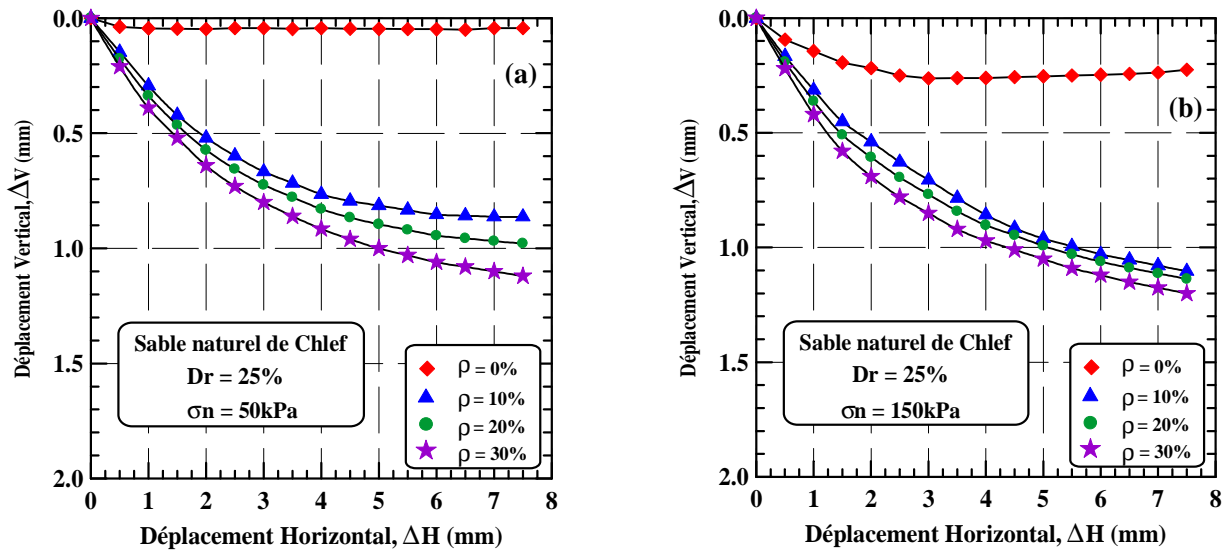 (a)
0.0
0.5
1.0
1.5
2.0
0 1 2 3 4 5 6 7 8
Déplacement Vertical, ΔV (mm)
Déplacement Horizontal, ΔH (mm)
Sable naturel de Chlef
Dr = 25%
σn = 50kPa
ρ = 0%
ρ = 10%
ρ = 20%
ρ = 30%
(b)
0.0
0.5
1.0
1.5
2.0
0 1 2 3 4 5 6 7 8
Déplacement Vertical, ΔV (mm)
Déplacement Horizontal, ΔH (mm)
Sable naturel de Chlef
Dr = 25%
σn = 150kPa
ρ = 0%
ρ = 10%
ρ = 20%
ρ = 30%